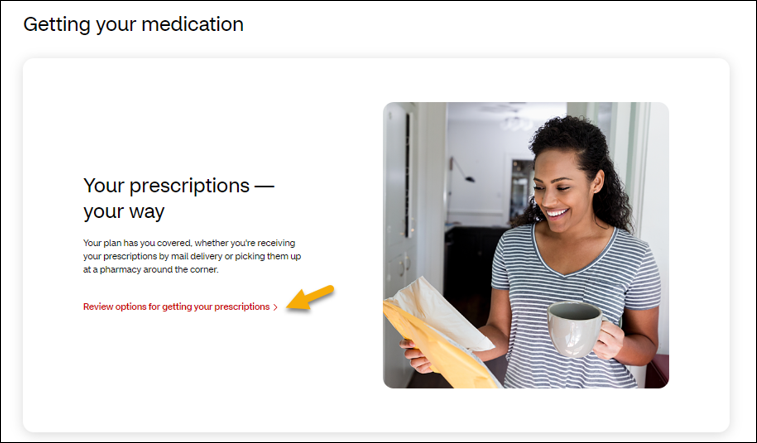 Getting your medication
Your prescriptions —
your way
Your plan has you covered, whether you're receiving
your prescriptions by mail delivery or picking them up
at a pharmacy around the corner.
Review options for getting your prescriptions >